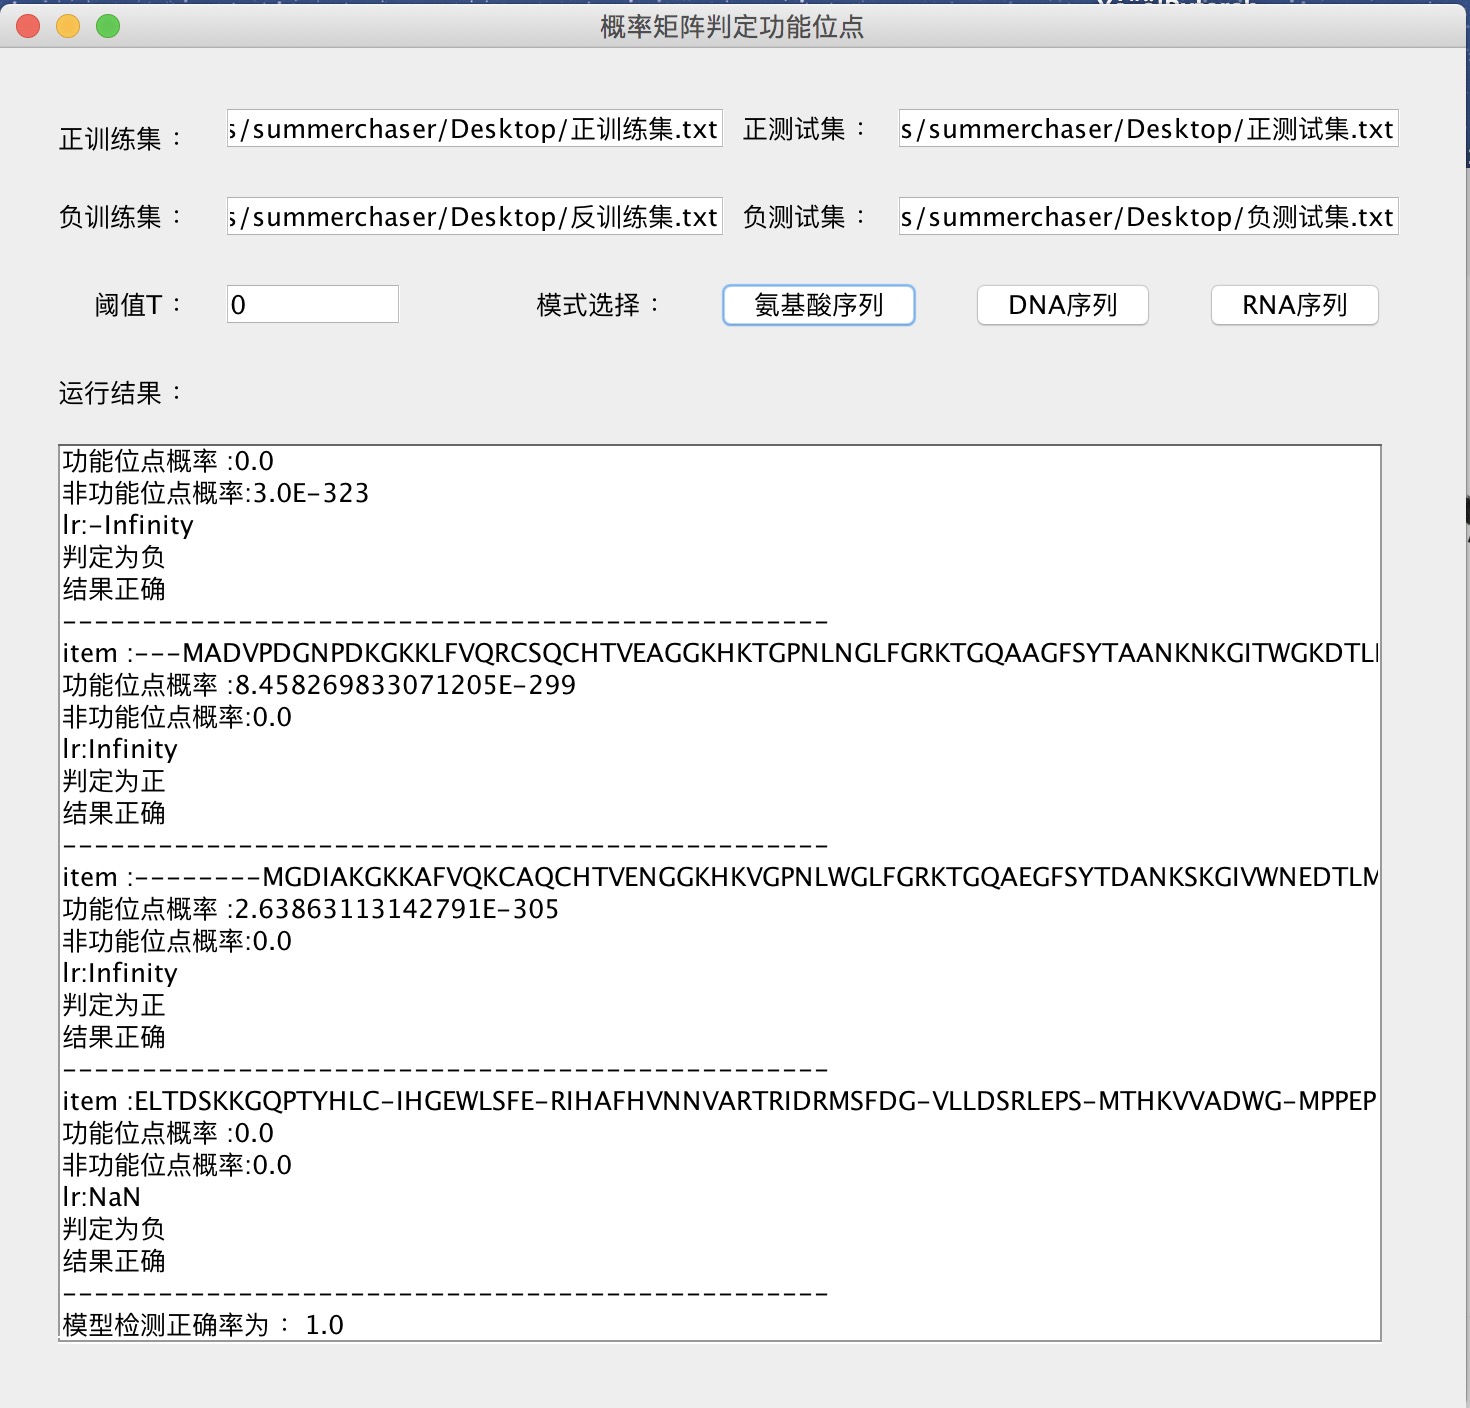 概率矩阵判定功能位点
正训练集：
s/summerchaser/Desktop/正训练集.txt
正测试集：
s/summerchaser/Desktop/正测试集.txt
负训练集：
s/summerchaser/Desktop/反训练集.txt
负测试集：
s/summerchaser/Desktop/负测试集.txt
阈值T：
0
模式选择：
氨基酸序列
DNA序列
RNA序列
运行结果：
功能位点概率 :0.0
非功能位点概率:3.0E-323
lr:-Infinity
判定为负
结果正确
------------------------------------------------
item :---MADVPDGNPDKGKKLFVQRCSQCHTVEAGGKHKTGPNLNGLFGRKTGQAAGFSYTAANKNKGITWGKDTL
功能位点概率 :8.458269833071205E-299
非功能位点概率:0.0
lr:Infinity
判定为正
结果正确
------------------------------------------------
item :--------MGDIAKGKKAFVQKCAQCHTVENGGKHKVGPNLWGLFGRKTGQAEGFSYTDANKSKGIVWNEDTLM
功能位点概率 :2.63863113142791E-305
非功能位点概率:0.0
lr:Infinity
判定为正
结果正确
------------------------------------------------
item :ELTDSKKGQPTYHLC-IHGEWLSFE-RIHAFHVNNVARTRIDRMSFDG-VLLDSRLEPS-MTHKVVADWG-MPPEP
功能位点概率 :0.0
非功能位点概率:0.0
lr:NaN
判定为负
结果正确
------------------------------------------------
模型检测正确率为： 1.0